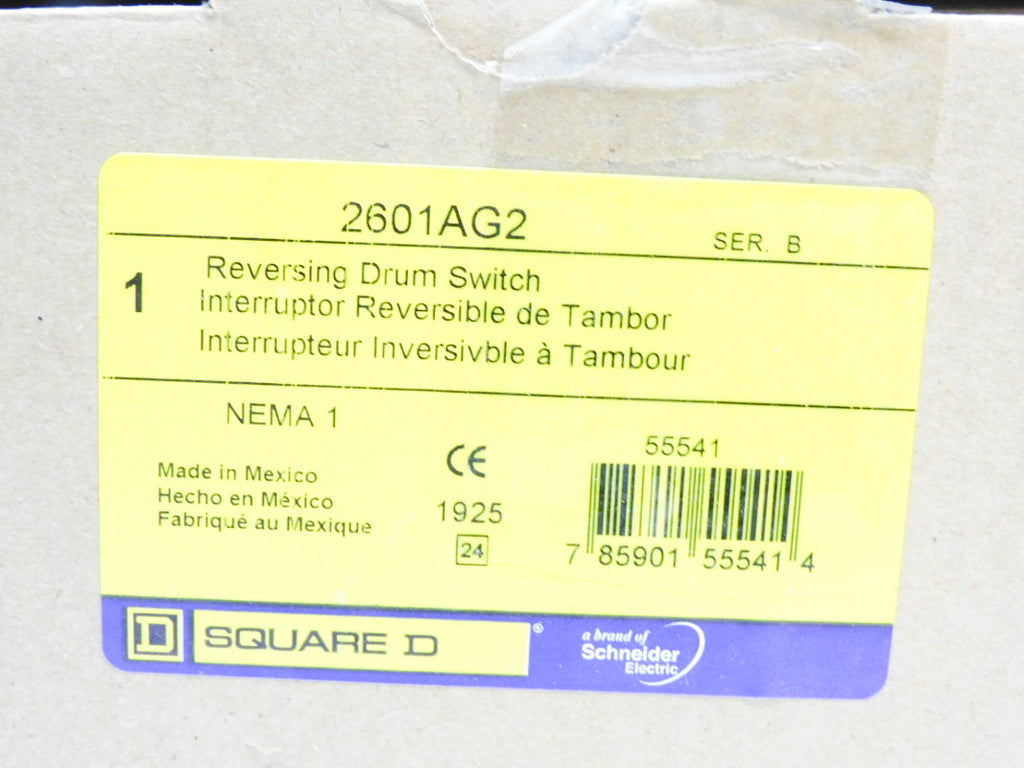 2601AG2
SER. B
1
Reversing Drum Switch
Interruptor Reversible de Tambor
Interrupteur Inversivble à Tambour
NEMA 1
Made in Mexico
Hecho en México
Fabriqué au Mexique
CE
1925
24
55541
7 85901 55541 4
D SQUARE D ®
a brand of
Schneider
Electric